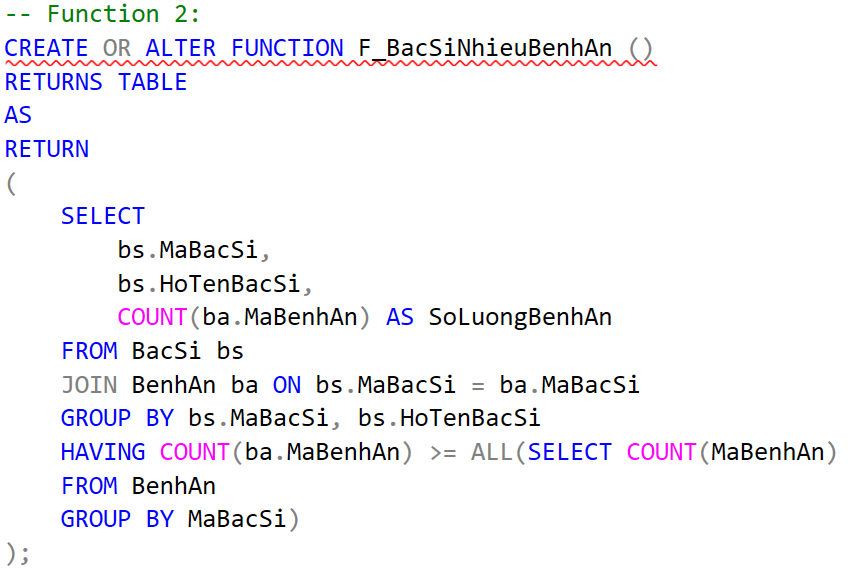 -- Function 2:
CREATE OR ALTER FUNCTION F_BacSiNhieuBenhAn ()
RETURNS TABLE
AS
RETURN
(
    SELECT
        bs.MaBacSi,
        bs.HoTenBacSi,
        COUNT(ba.MaBenhAn) AS SoLuongBenhAn
    FROM BacSi bs
    JOIN BenhAn ba ON bs.MaBacSi = ba.MaBacSi
    GROUP BY bs.MaBacSi, bs.HoTenBacSi
    HAVING COUNT(ba.MaBenhAn) >= ALL(SELECT COUNT(MaBenhAn)
    FROM BenhAn
    GROUP BY MaBacSi)
);